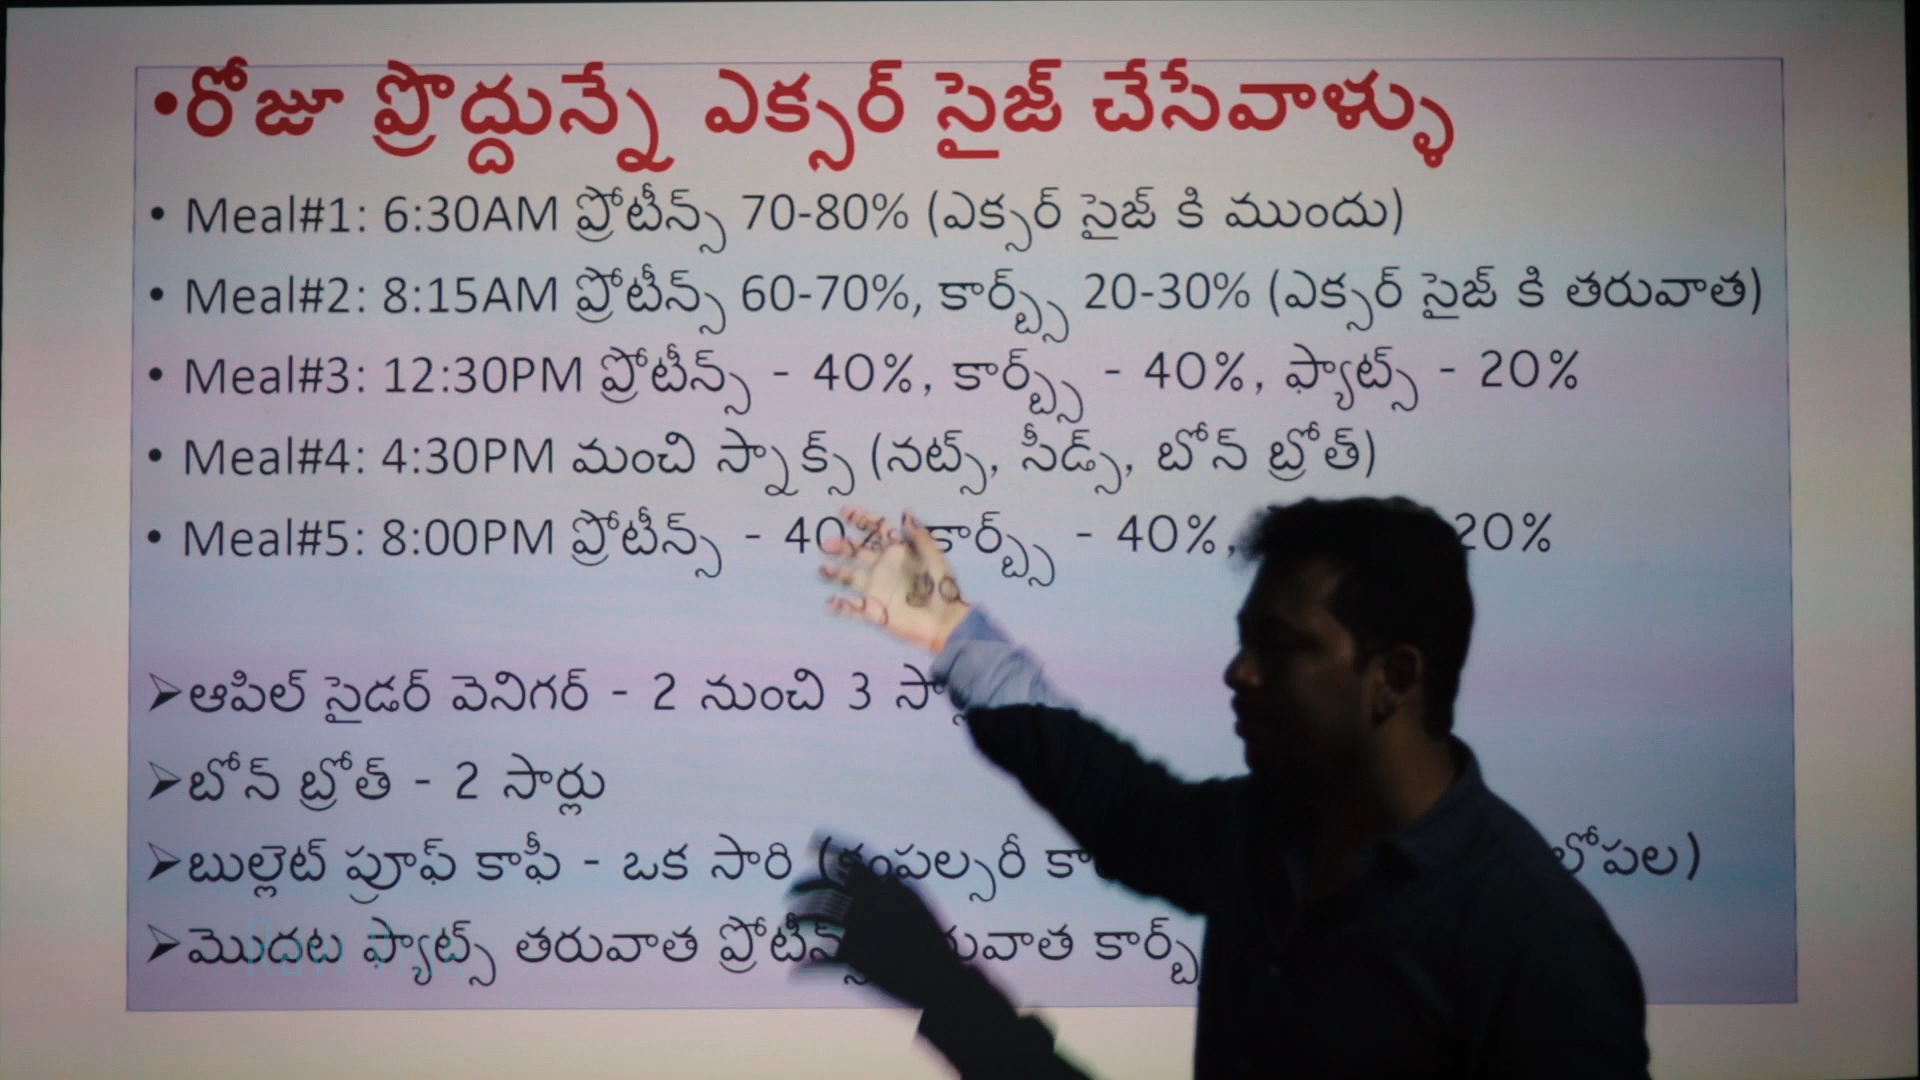 •రోజూ ప్రొద్దున్నే ఎక్సర్ సైజ్ చేసేవాళ్ళు
• Meal#1: 6:30AM ప్రోటీన్స్ 70-80% (ఎక్సర్ సైజ్ కి ముందు)
• Meal#2: 8:15AM ప్రోటీన్స్ 60-70%, కార్బ్స్ 20-30% (ఎక్సర్ సైజ్ కి తరువాత)
• Meal#3: 12:30PM ప్రోటీన్స్ - 40%, కార్బ్స్ - 40%, ఫ్యాట్స్ - 20%
• Meal#4: 4:30PM మంచి స్నాక్స్ (నట్స్, సీడ్స్, బోన్ బ్రోత్)
• Meal#5: 8:00PM ప్రోటీన్స్ - 40% కార్బ్స్ - 40%, 20%
➢ఆపిల్ సైడర్ వెనిగర్ - 2 నుంచి 3
➢బోన్ బ్రోత్ - 2 సార్లు
➢బుల్లెట్ ప్రూఫ్ కాఫీ - ఒక సారి (కంపల్సరీ లోపల)
➢మొదట ఫ్యాట్స్ తరువాత ప్రోటీన్స్